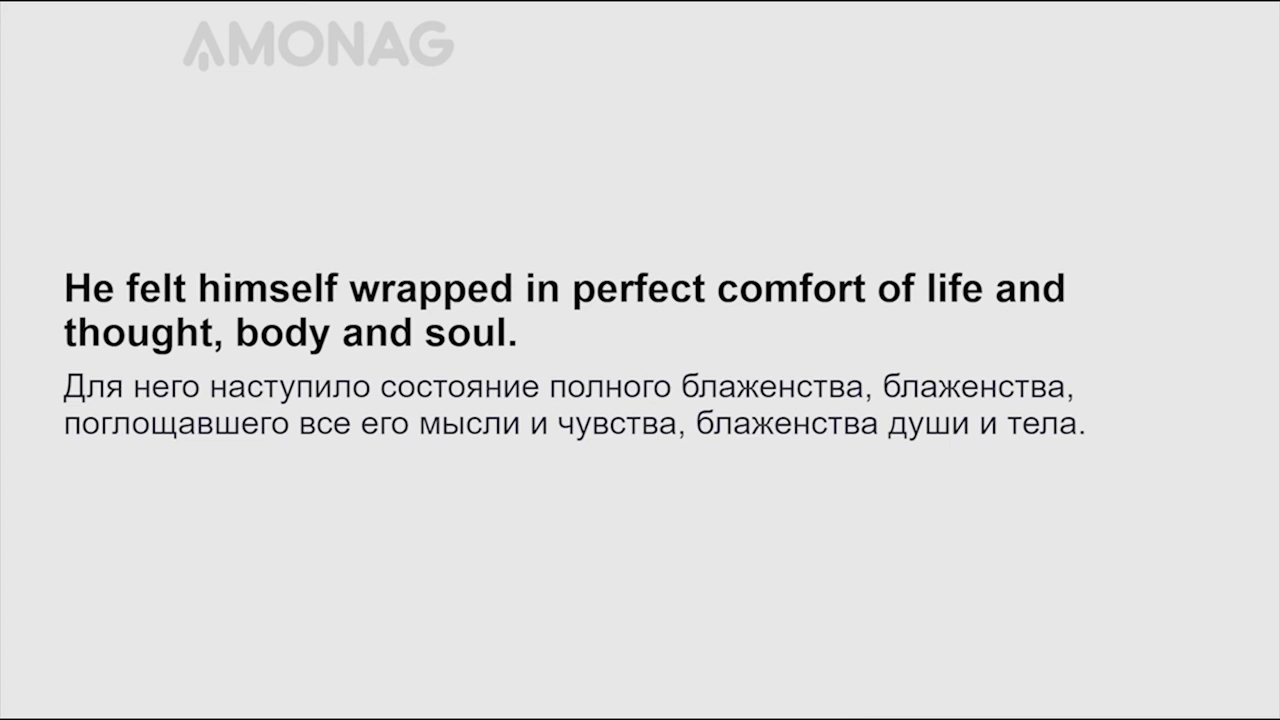 AMONAG
He felt himself wrapped in perfect comfort of life and
thought, body and soul.
Для него наступило состояние полного блаженства, блаженства,
поглощавшего все его мысли и чувства, блаженства души и тела.